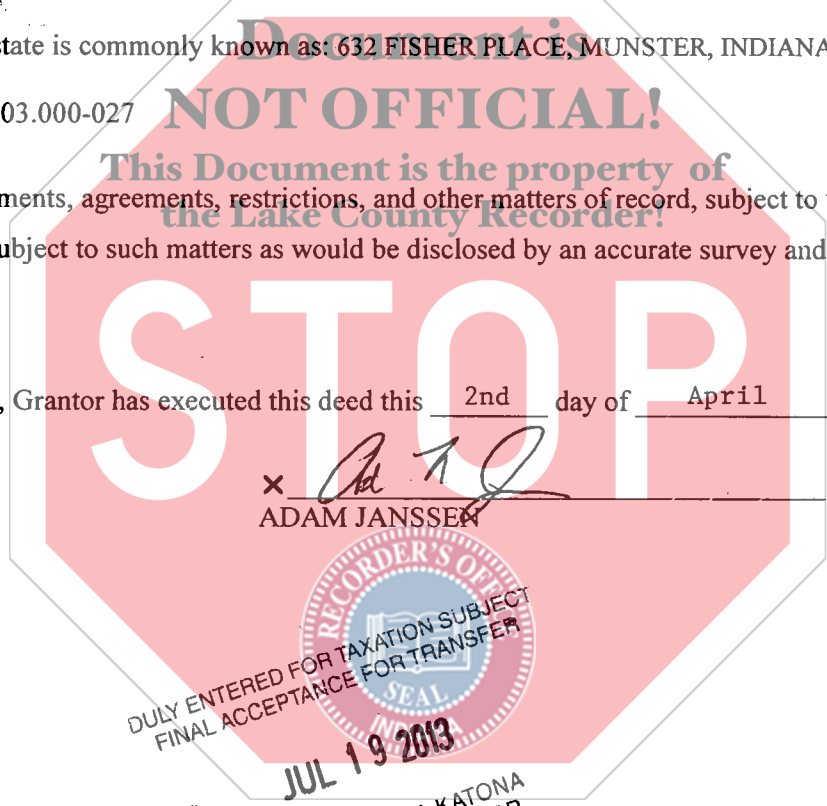 Document is
state is commonly known as: 632 FISHER PLACE, MUNSTER, INDIANA
NOT OFFICIAL!
03.000-027
This Document is the property of
ments, agreements, restrictions, and other matters of record, subject to
the Lake County Recorder!
ubject to such matters as would be disclosed by an accurate survey and
STOP
, Grantor has executed this deed this 2nd day of April
×
ADAM JANSSEN
RECORDER'S OFFICE
SEAL
INDIANA
DULY ENTERED FOR TAXATION SUBJECT
FINAL ACCEPTANCE FOR TRANSFER
JUL 19 2013
KATONA